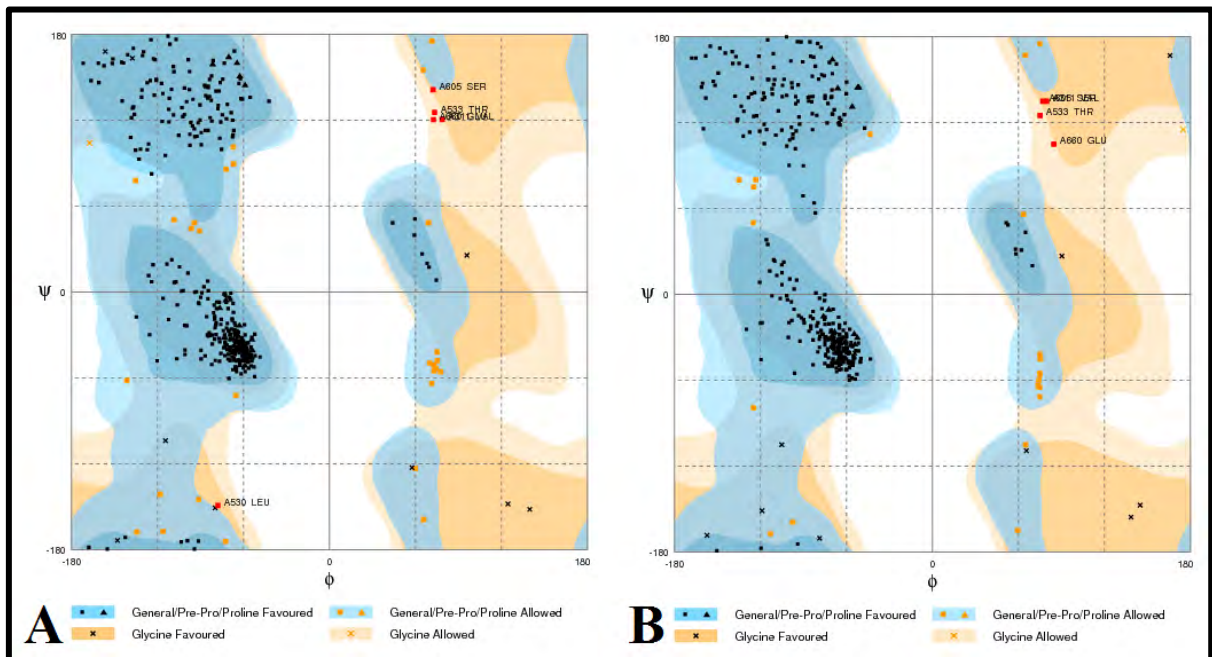 180
A605 SER
A533 THR
ψ
0
A530 LEU
-180
-180
0
180
ϕ
General/Pre-Pro/Proline Favoured
General/Pre-Pro/Proline Allowed
Glycine Favoured
Glycine Allowed
A
180
A533 THR
A660 GLU
ψ
0
-180
-180
0
180
ϕ
General/Pre-Pro/Proline Favoured
General/Pre-Pro/Proline Allowed
Glycine Favoured
Glycine Allowed
B